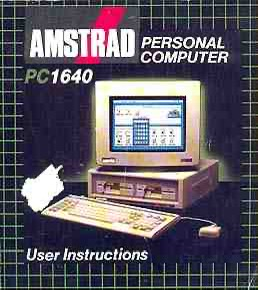 AMSTRAD
PERSONAL
COMPUTER
PC1640
User Instructions